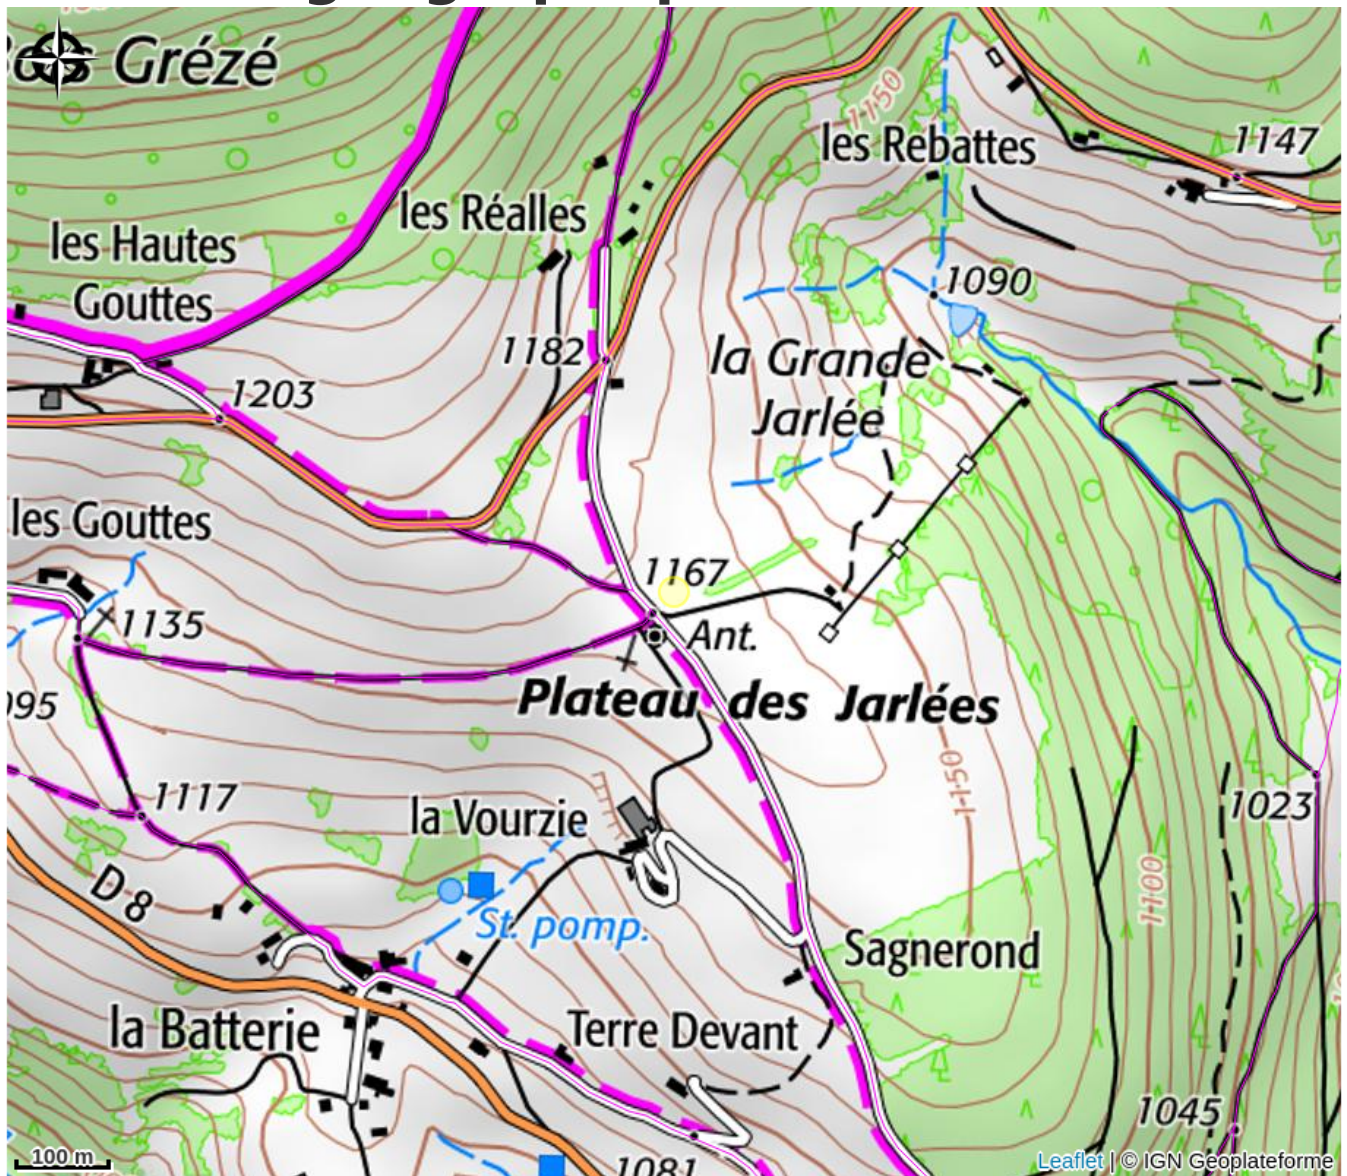 Grézé
1150
les Rebattes
1147
les Réalles
les Hautes
Gouttes
1090
1182
la Grande
Jarlée
1203
les Gouttes
1167
1135
Ant.
Plateau des Jarlées
1150
1117
la Vourzie
1023
D 8
1100
St. pomp.
Sagnerond
la Batterie
Terre Devant
1045
100 m
1081
Leaflet | © IGN Geoplateforme